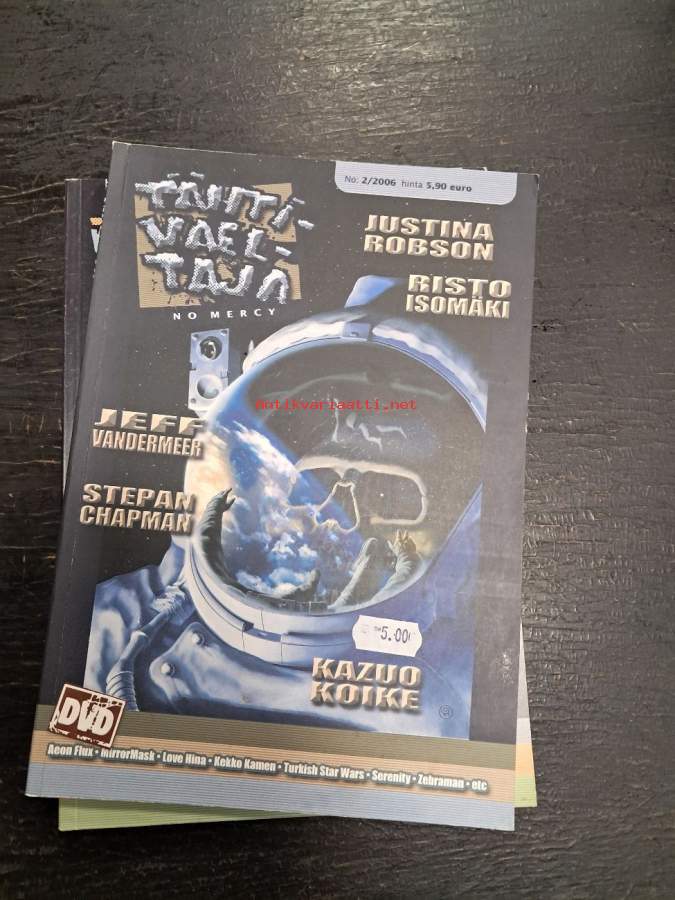 No: 2/2006 hinta 5,90 euro
TÄHTI-
VAEL-
TAJA
NO MERCY
JUSTINA
ROBSON
RISTO
ISOMÄKI
antikvariaatti.net
JEFF
VANDERMEER
STEPAN
CHAPMAN
5.00
KAZUO
KOIKE
DVD
Aeon Flux • MirrorMask • Love Hina • Kekko Kamen • Turkish Star Wars • Serenity • Zebraman • etc